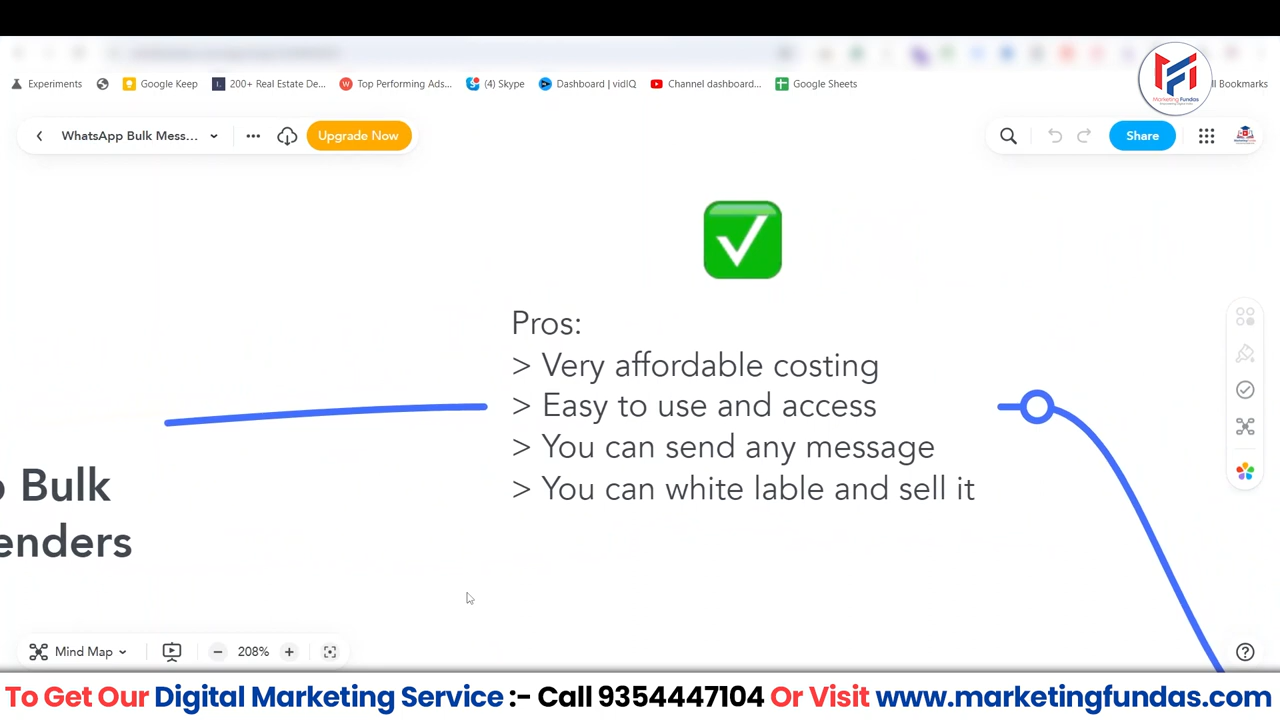 Experiments
Google Keep
200+ Real Estate De...
Top Performing Ads...
(4) Skype
Dashboard | vidIQ
Channel dashboard...
Google Sheets
ll Bookmarks
Marketing Fundas
WhatsApp Bulk Mess...
Upgrade Now
Share
Pros:
> Very affordable costing
> Easy to use and access
> You can send any message
> You can white lable and sell it
Bulk
enders
Mind Map
208%
To Get Our Digital Marketing Service :- Call 9354447104 Or Visit www.marketingfundas.com